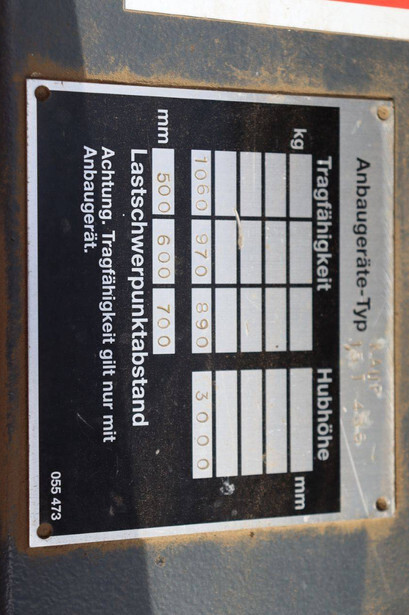 Anbaugeräte-Typ
Tragfähigkeit Hubhöhe
kg mm
1060 970 890 3000
500 600 700
mm
Lastschwerpunktabstand
Achtung. Tragfähigkeit gilt nur mit
Anbaugerät.
055 473